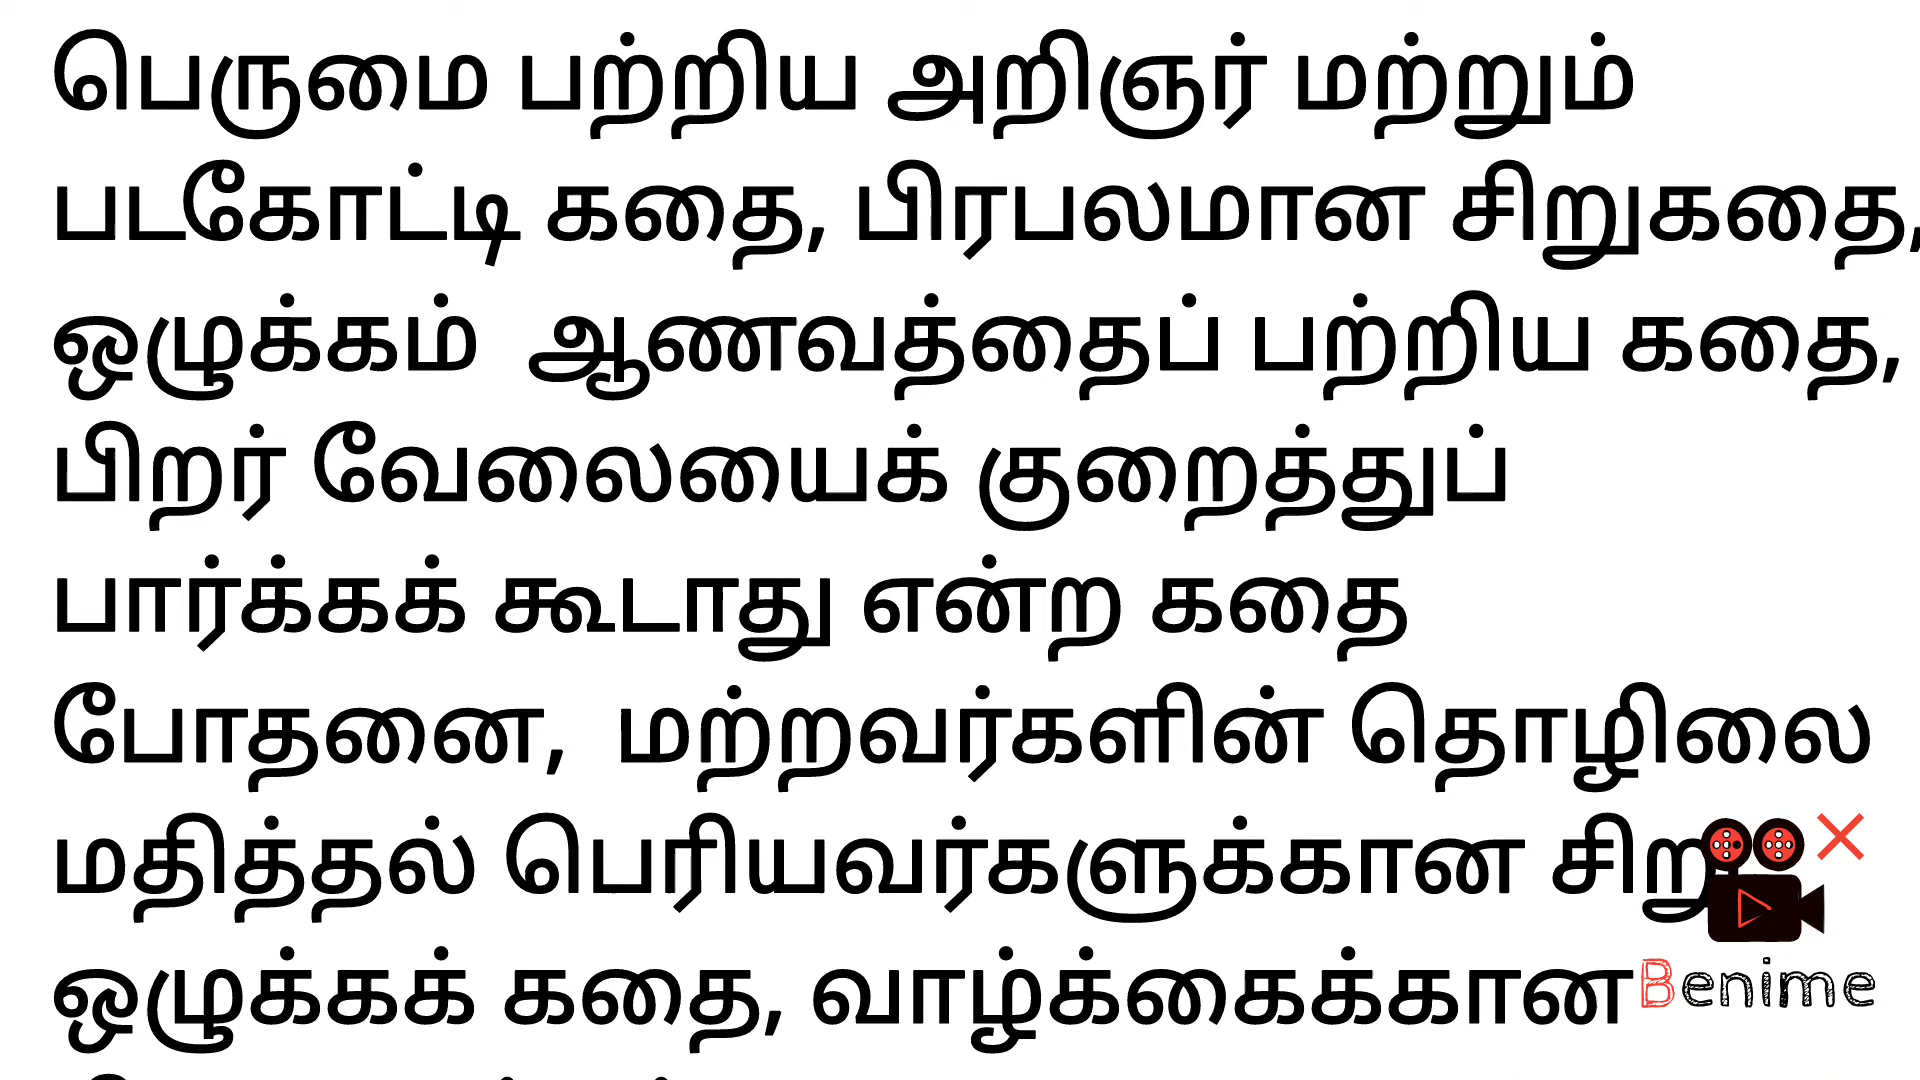 பெருமை பற்றிய அறிஞர் மற்றும்
படகோட்டி கதை, பிரபலமான சிறுகதை,
ஒழுக்கம்  ஆணவத்தைப் பற்றிய கதை,
பிறர் வேலையைக் குறைத்துப்
பார்க்கக் கூடாது என்ற கதை
போதனை,  மற்றவர்களின் தொழிலை
மதித்தல் பெரியவர்களுக்கான சிறு
ஒழுக்கக் கதை, வாழ்க்கைக்கான
Benime